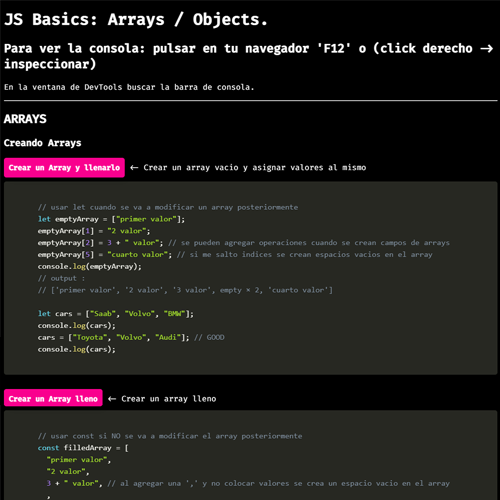 JS Basics: Arrays / Objects.
Para ver la consola: pulsar en tu navegador 'F12' o (click derecho →
inspeccionar)
En la ventana de DevTools buscar la barra de consola.
ARRAYS
Creando Arrays
Crear un Array y llenarlo ← Crear un array vacio y asignar valores al mismo
// usar let cuando se va a modificar un array posteriormente
let emptyArray = ["primer valor"];
emptyArray[1] = "2 valor";
emptyArray[2] = 3 + " valor"; // se pueden agregar operaciones cuando se crean campos de arrays
emptyArray[5] = "cuarto valor"; // si me salto indices se crean espacios vacios en el array
console.log(emptyArray);
// output :
// ['primer valor', '2 valor', '3 valor', empty × 2, 'cuarto valor']
let cars = ["Saab", "Volvo", "BMW"];
console.log(cars);
cars = ["Toyota", "Volvo", "Audi"]; // GOOD
console.log(cars);
Crear un Array lleno ← Crear un array lleno
// usar const si NO se va a modificar el array posteriormente
const filledArray = [
"primer valor",
"2 valor",
3 + " valor", // al agregar una ',' y no colocar valores se crea un espacio vacio en el array
,